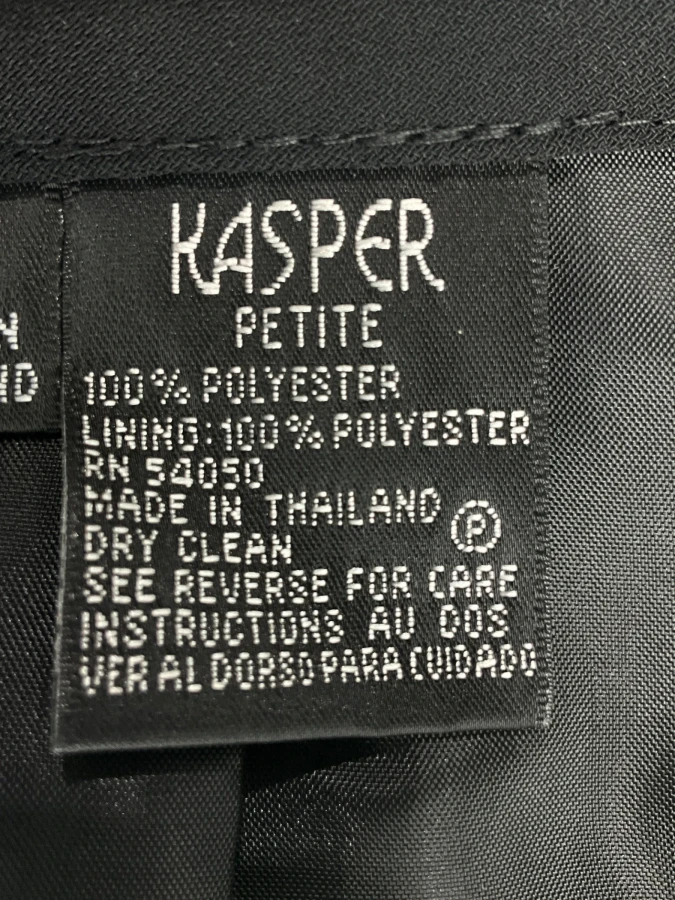 KASPER
PETITE
100% POLYESTER
LINING: 100% POLYESTER
RN 54050
MADE IN THAILAND
DRY CLEAN P
SEE REVERSE FOR CARE
INSTRUCTIONS AU DOS
VER AL DORSO PARA CUIDADO